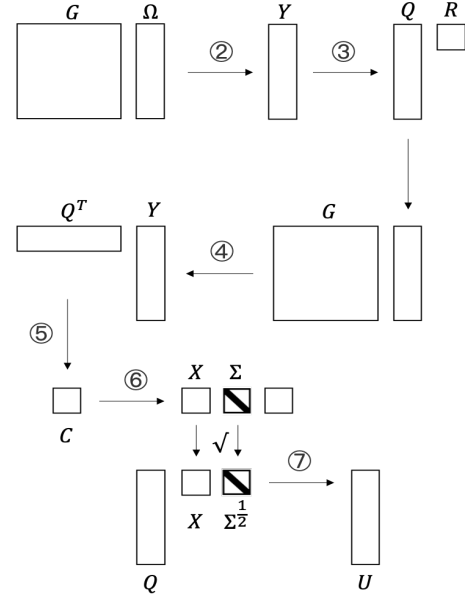 G Ω ② Y ③ Q R
Q^T Y ④ G
⑤
C ⑥ X Σ
√
Q X Σ^{1/2} ⑦ U